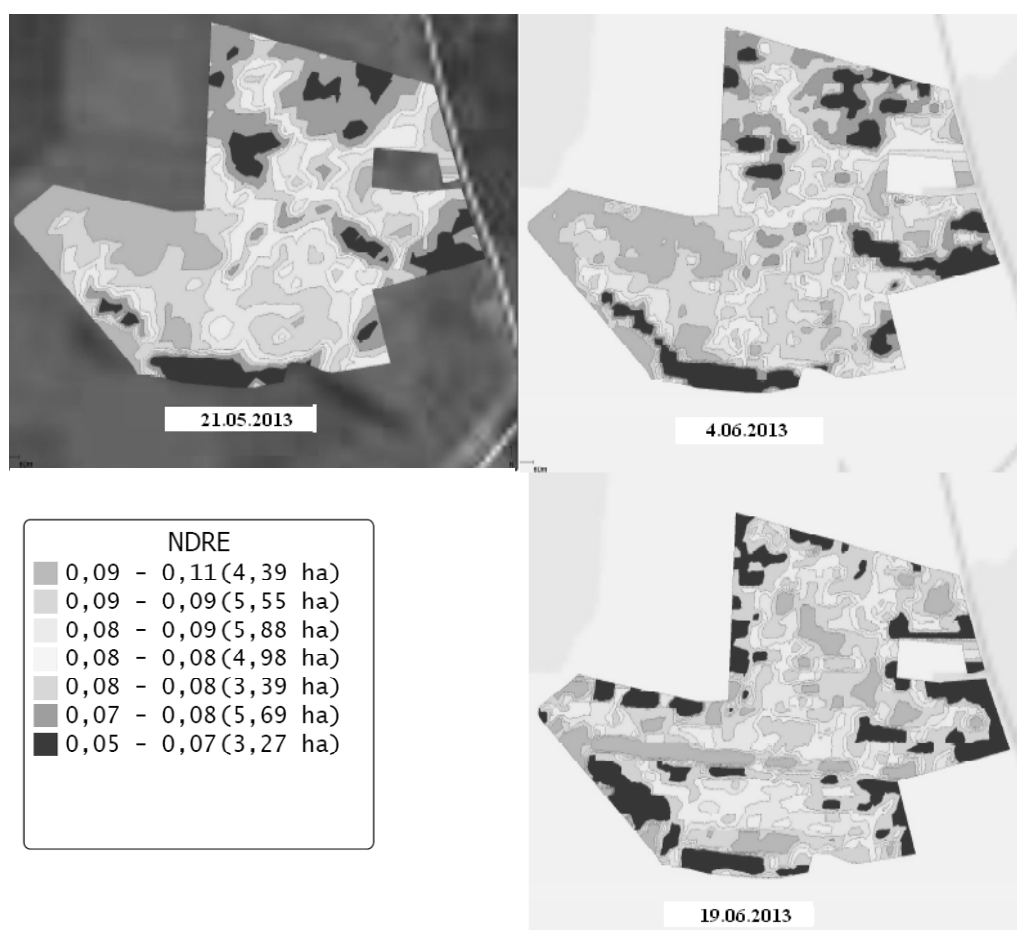 21.05.2013
4.06.2013
NDRE
0,09 - 0,11(4,39 ha)
0,09 - 0,09(5,55 ha)
0,08 - 0,09(5,88 ha)
0,08 - 0,08(4,98 ha)
0,08 - 0,08(3,39 ha)
0,07 - 0,08(5,69 ha)
0,05 - 0,07(3,27 ha)
19.06.2013